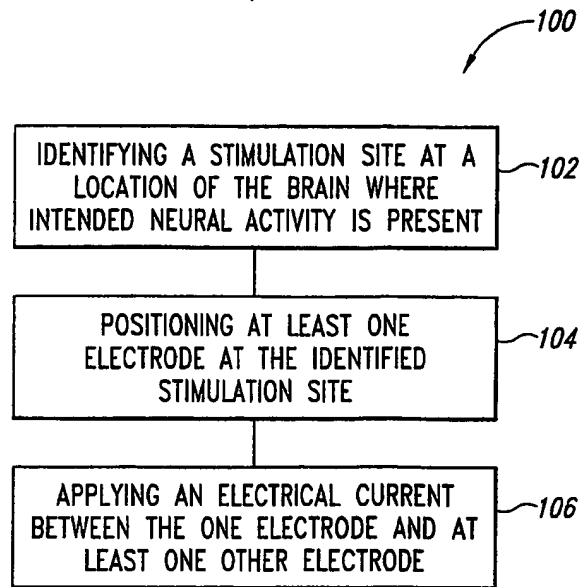 100
IDENTIFYING A STIMULATION SITE AT A
LOCATION OF THE BRAIN WHERE
INTENDED NEURAL ACTIVITY IS PRESENT
102
POSITIONING AT LEAST ONE
ELECTRODE AT THE IDENTIFIED
STIMULATION SITE
104
APPLYING AN ELECTRICAL CURRENT
BETWEEN THE ONE ELECTRODE AND AT
LEAST ONE OTHER ELECTRODE
106